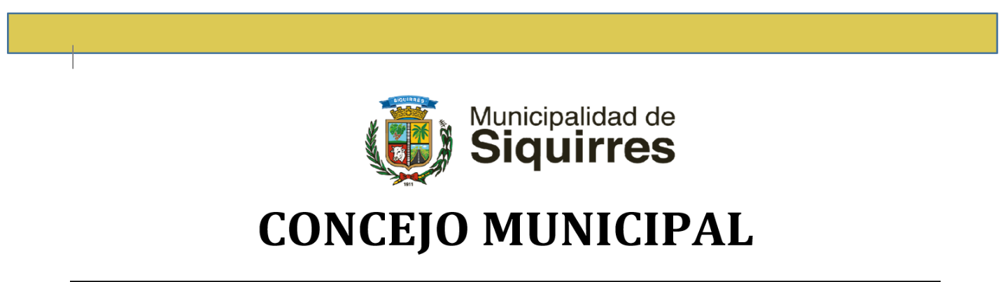 SIQUIRRES
1911
Municipalidad de
Siquirres
CONCEJO MUNICIPAL